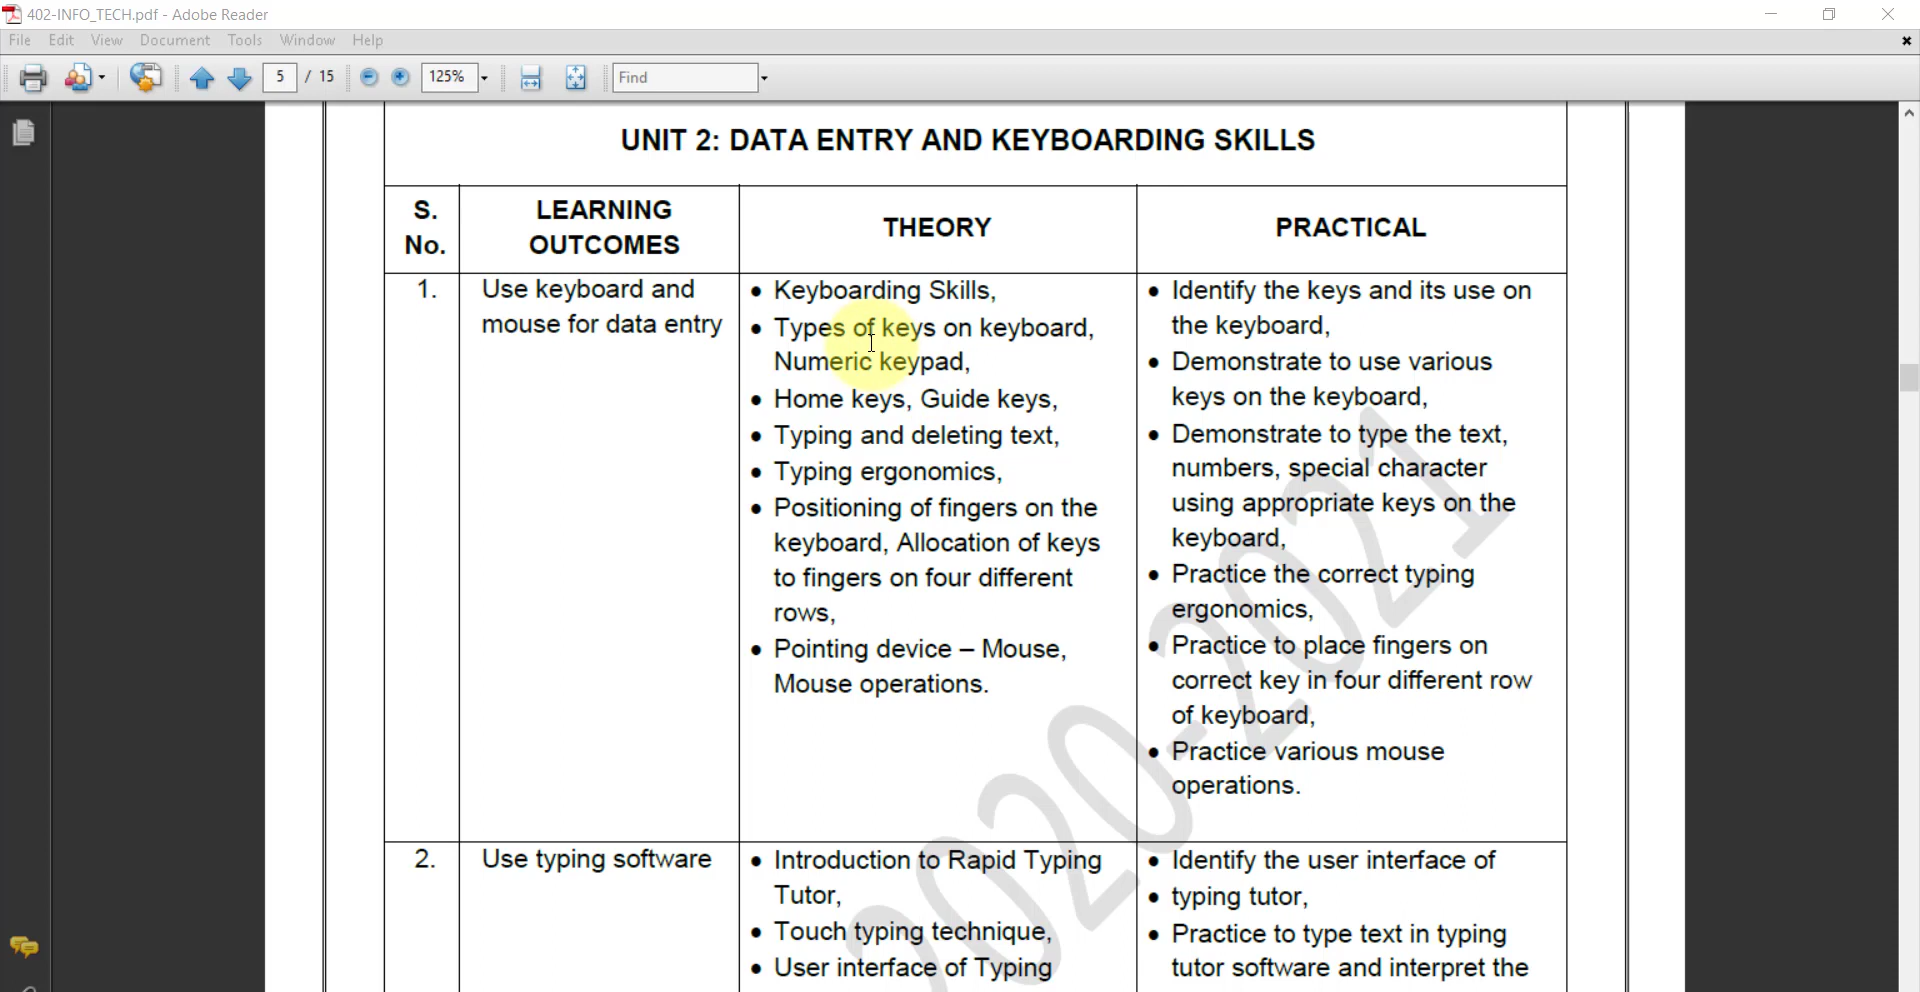 402-INFO_TECH.pdf - Adobe Reader
File Edit View Document Tools Window Help
5 / 15 125% Find
UNIT 2: DATA ENTRY AND KEYBOARDING SKILLS
S. No.
LEARNING OUTCOMES
THEORY
PRACTICAL
1.
Use keyboard and
mouse for data entry
• Keyboarding Skills,
• Types of keys on keyboard,
Numeric keypad,
• Home keys, Guide keys,
• Typing and deleting text,
• Typing ergonomics,
• Positioning of fingers on the
keyboard, Allocation of keys
to fingers on four different
rows,
• Pointing device – Mouse,
Mouse operations.
• Identify the keys and its use on
the keyboard,
• Demonstrate to use various
keys on the keyboard,
• Demonstrate to type the text,
numbers, special character
using appropriate keys on the
keyboard,
• Practice the correct typing
ergonomics,
• Practice to place fingers on
correct key in four different row
of keyboard,
• Practice various mouse
operations.
2.
Use typing software
• Introduction to Rapid Typing
Tutor,
• Touch typing technique,
• User interface of Typing
• Identify the user interface of
• typing tutor,
• Practice to type text in typing
tutor software and interpret the
2020-2021